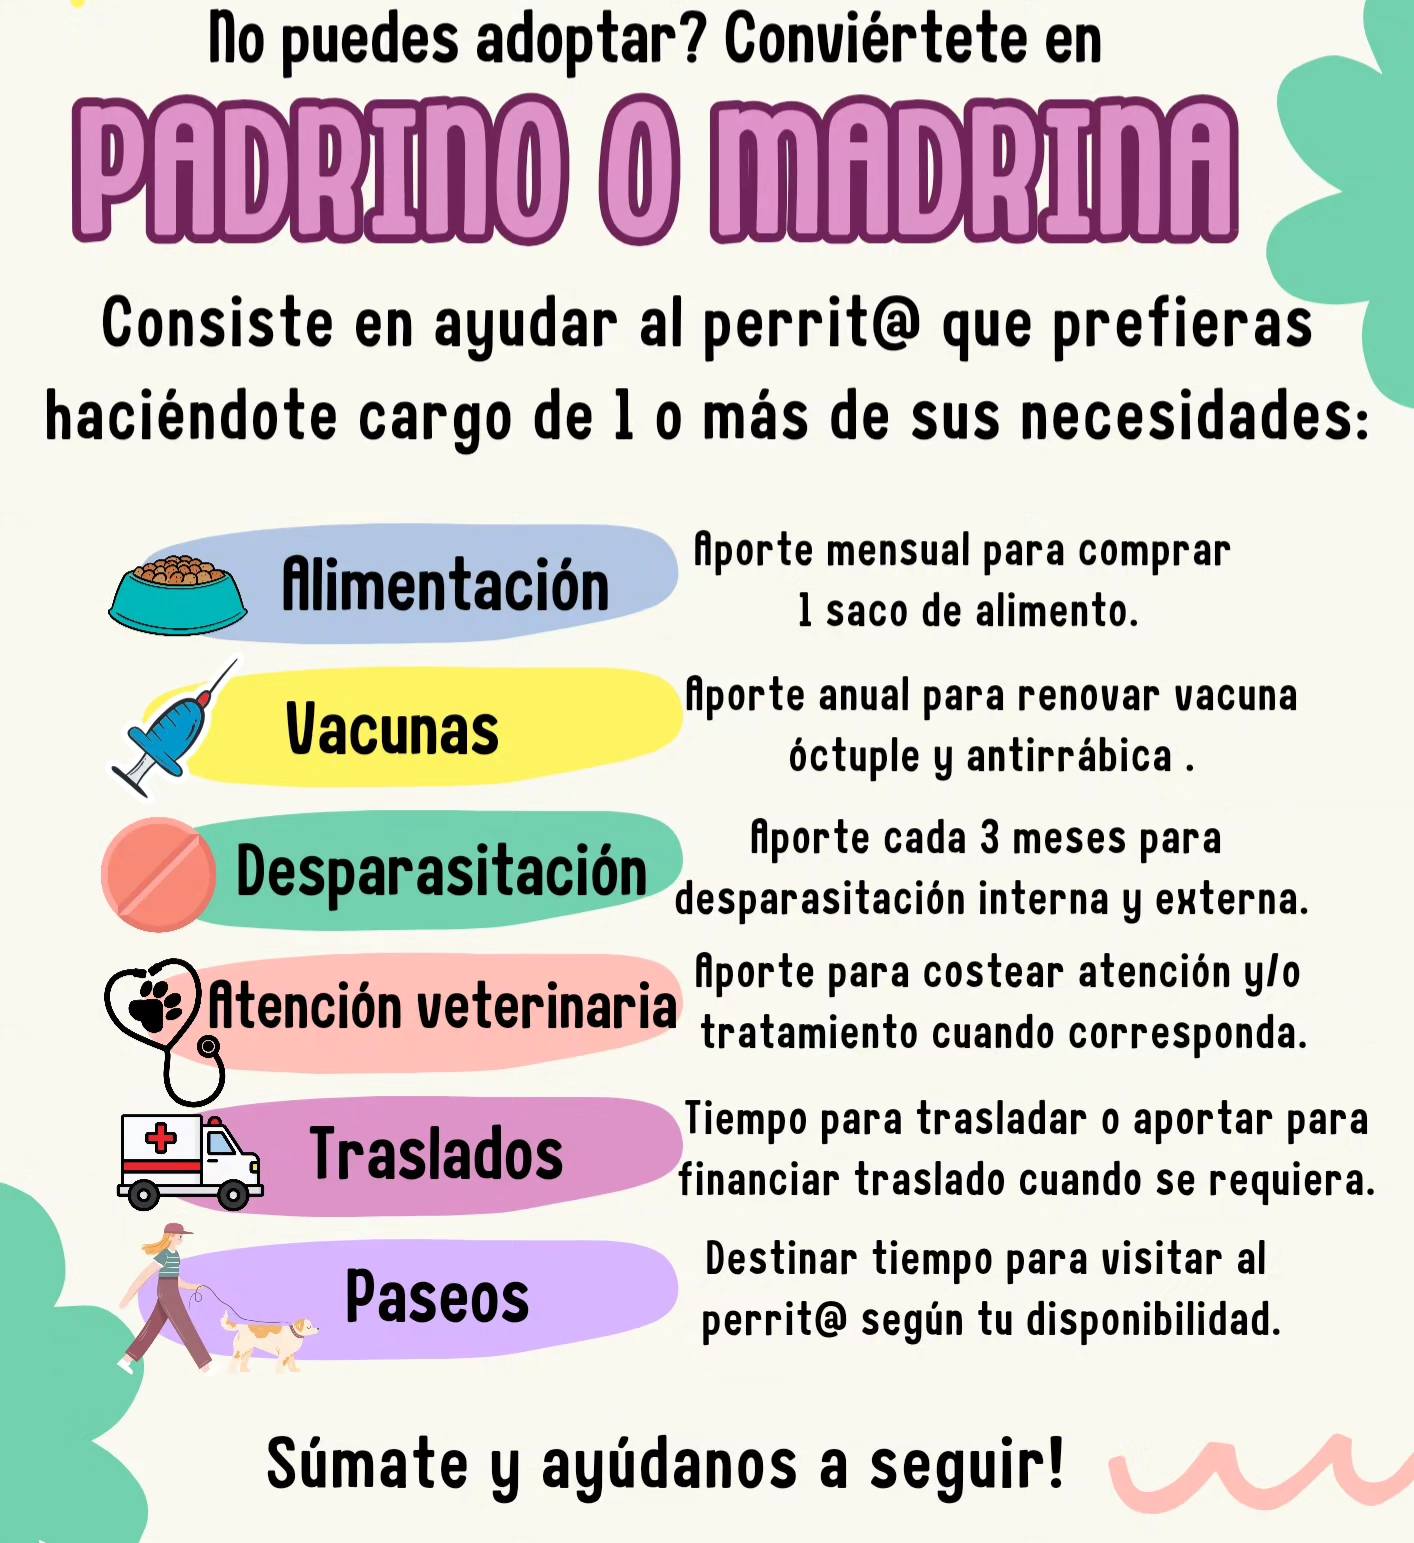 No puedes adoptar? Conviértete en
PADRINO O MADRINA
Consiste en ayudar al perrit@ que prefieras
haciéndote cargo de 1 o más de sus necesidades:
Alimentación
Aporte mensual para comprar
1 saco de alimento.
Vacunas
Aporte anual para renovar vacuna
óctuple y antirrábica .
Desparasitación
Aporte cada 3 meses para
desparasitación interna y externa.
Atención veterinaria
Aporte para costear atención y/o
tratamiento cuando corresponda.
Traslados
Tiempo para trasladar o aportar para
financiar traslado cuando se requiera.
Paseos
Destinar tiempo para visitar al
perrit@ según tu disponibilidad.
Súmate y ayúdanos a seguir!